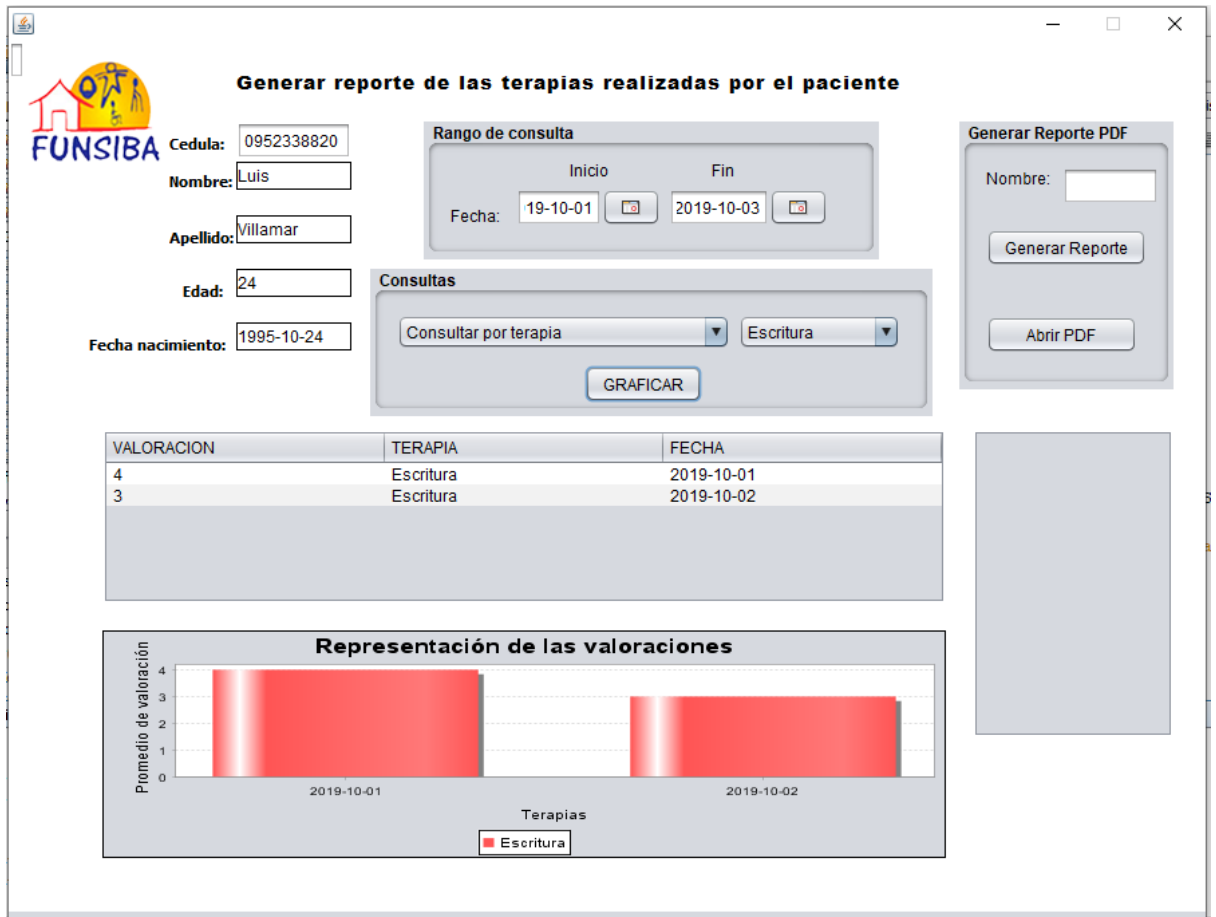 Generar reporte de las terapias realizadas por el paciente
FUNSIBA
Cedula: 0952338820
Nombre: Luis
Apellido: Villamar
Edad: 24
Fecha nacimiento: 1995-10-24
Rango de consulta
Inicio Fin
Fecha: 19-10-01 2019-10-03
Consultas
Consultar por terapia Escritura
GRAFICAR
Generar Reporte PDF
Nombre:
Generar Reporte
Abrir PDF
VALORACION TERAPIA FECHA
4 Escritura 2019-10-01
3 Escritura 2019-10-02
Representación de las valoraciones
Promedio de valoración
4
3
2
1
0
2019-10-01 2019-10-02
Terapias
Escritura